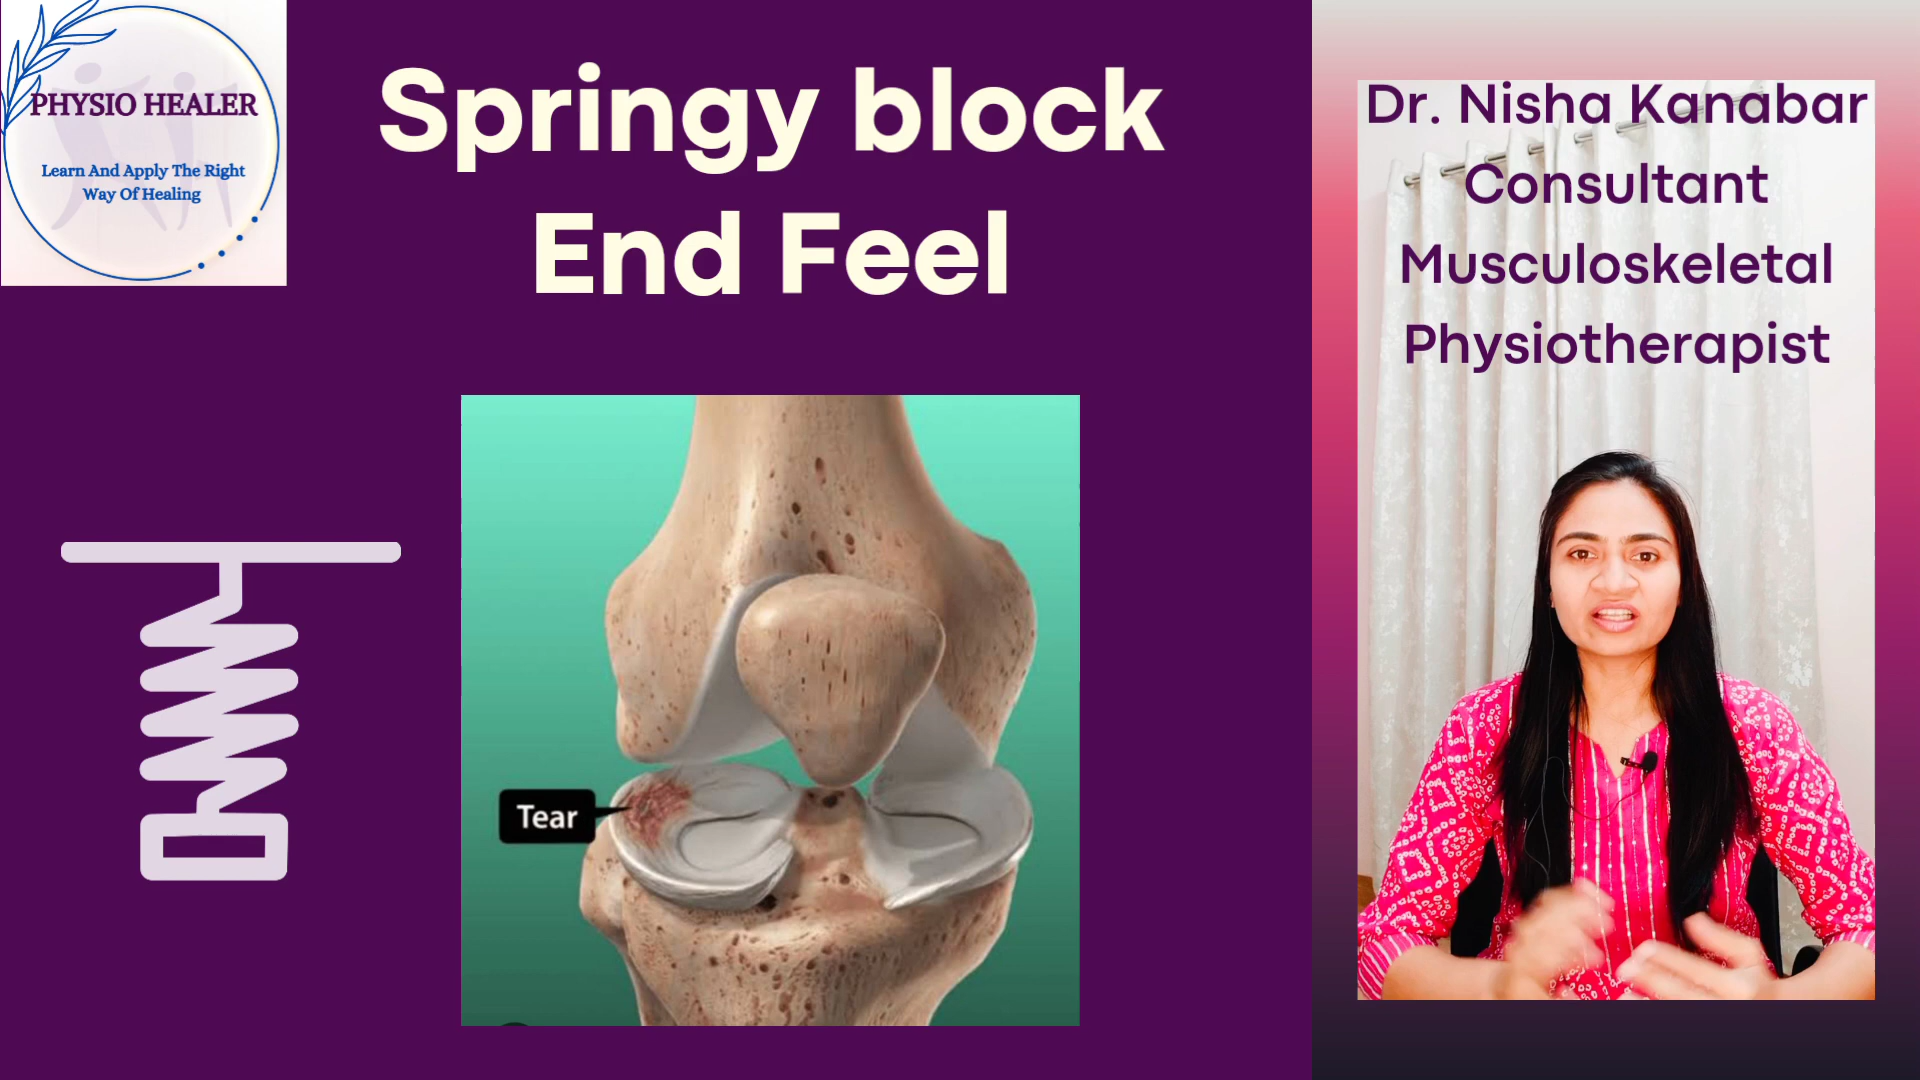 PHYSIO HEALER
Learn And Apply The Right
Way Of Healing
Springy block
End Feel
Tear
Dr. Nisha Kanabar
Consultant
Musculoskeletal
Physiotherapist